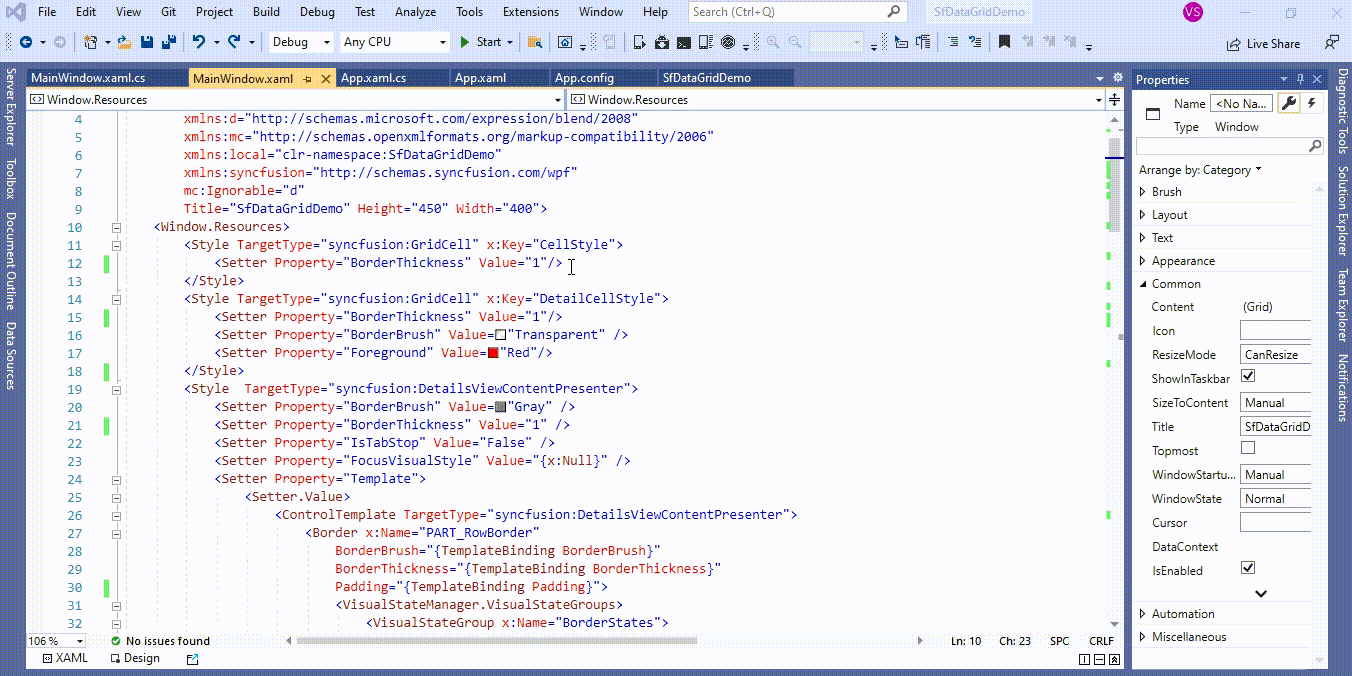 File Edit View Git Project Build Debug Test Analyze Tools Extensions Window Help Search (Ctrl+Q) SfDataGridDemo VS
Debug Any CPU Start Live Share
MainWindow.xaml.cs MainWindow.xaml App.xaml.cs App.xaml App.config SfDataGridDemo
Window.Resources Window.Resources
4 xmlns:d="http://schemas.microsoft.com/expression/blend/2008"
5 xmlns:mc="http://schemas.openxmlformats.org/markup-compatibility/2006"
6 xmlns:local="clr-namespace:SfDataGridDemo"
7 xmlns:syncfusion="http://schemas.syncfusion.com/wpf"
8 mc:Ignorable="d"
9 Title="SfDataGridDemo" Height="450" Width="400">
10 <Window.Resources>
11 <Style TargetType="syncfusion:GridCell" x:Key="CellStyle">
12 <Setter Property="BorderThickness" Value="1"/>
13 </Style>
14 <Style TargetType="syncfusion:GridCell" x:Key="DetailCellStyle">
15 <Setter Property="BorderThickness" Value="1"/>
16 <Setter Property="BorderBrush" Value="Transparent" />
17 <Setter Property="Foreground" Value="Red"/>
18 </Style>
19 <Style  TargetType="syncfusion:DetailsViewContentPresenter">
20 <Setter Property="BorderBrush" Value="Gray" />
21 <Setter Property="BorderThickness" Value="1" />
22 <Setter Property="IsTabStop" Value="False" />
23 <Setter Property="FocusVisualStyle" Value="{x:Null}" />
24 <Setter Property="Template">
25 <Setter.Value>
26 <ControlTemplate TargetType="syncfusion:DetailsViewContentPresenter">
27 <Border x:Name="PART_RowBorder"
28 BorderBrush="{TemplateBinding BorderBrush}"
29 BorderThickness="{TemplateBinding BorderThickness}"
30 Padding="{TemplateBinding Padding}">
31 <VisualStateManager.VisualStateGroups>
32 <VisualStateGroup x:Name="BorderStates">
106 % No issues found Ln: 10 Ch: 23 SPC CRLF
XAML Design
Server Explorer
Toolbox
Document Outline
Data Sources
Properties
Name <No Na...
Type Window
Arrange by: Category
Brush
Layout
Text
Appearance
Common
Content (Grid)
Icon
ResizeMode CanResize
ShowInTaskbar
SizeToContent Manual
Title SfDataGridD
Topmost
WindowStartu... Manual
WindowState Normal
Cursor
DataContext
IsEnabled
Automation
Miscellaneous
Diagnostic Tools
Solution Explorer
Team Explorer
Notifications